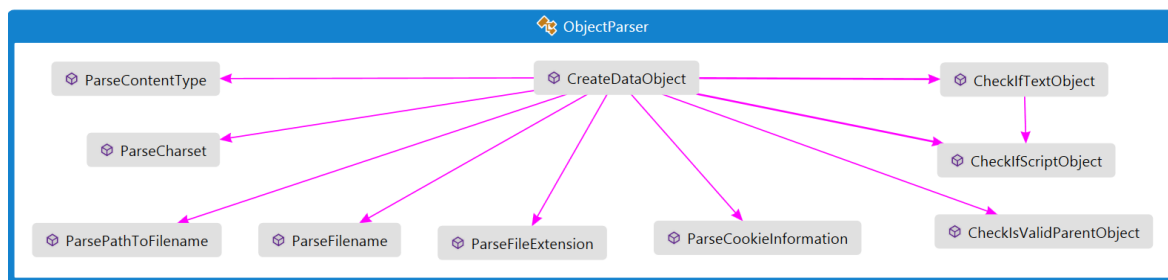 ObjectParser
ParseContentType
CreateDataObject
CheckIfTextObject
ParseCharset
CheckIfScriptObject
ParsePathToFilename
ParseFilename
ParseFileExtension
ParseCookieInformation
CheckIsValidParentObject